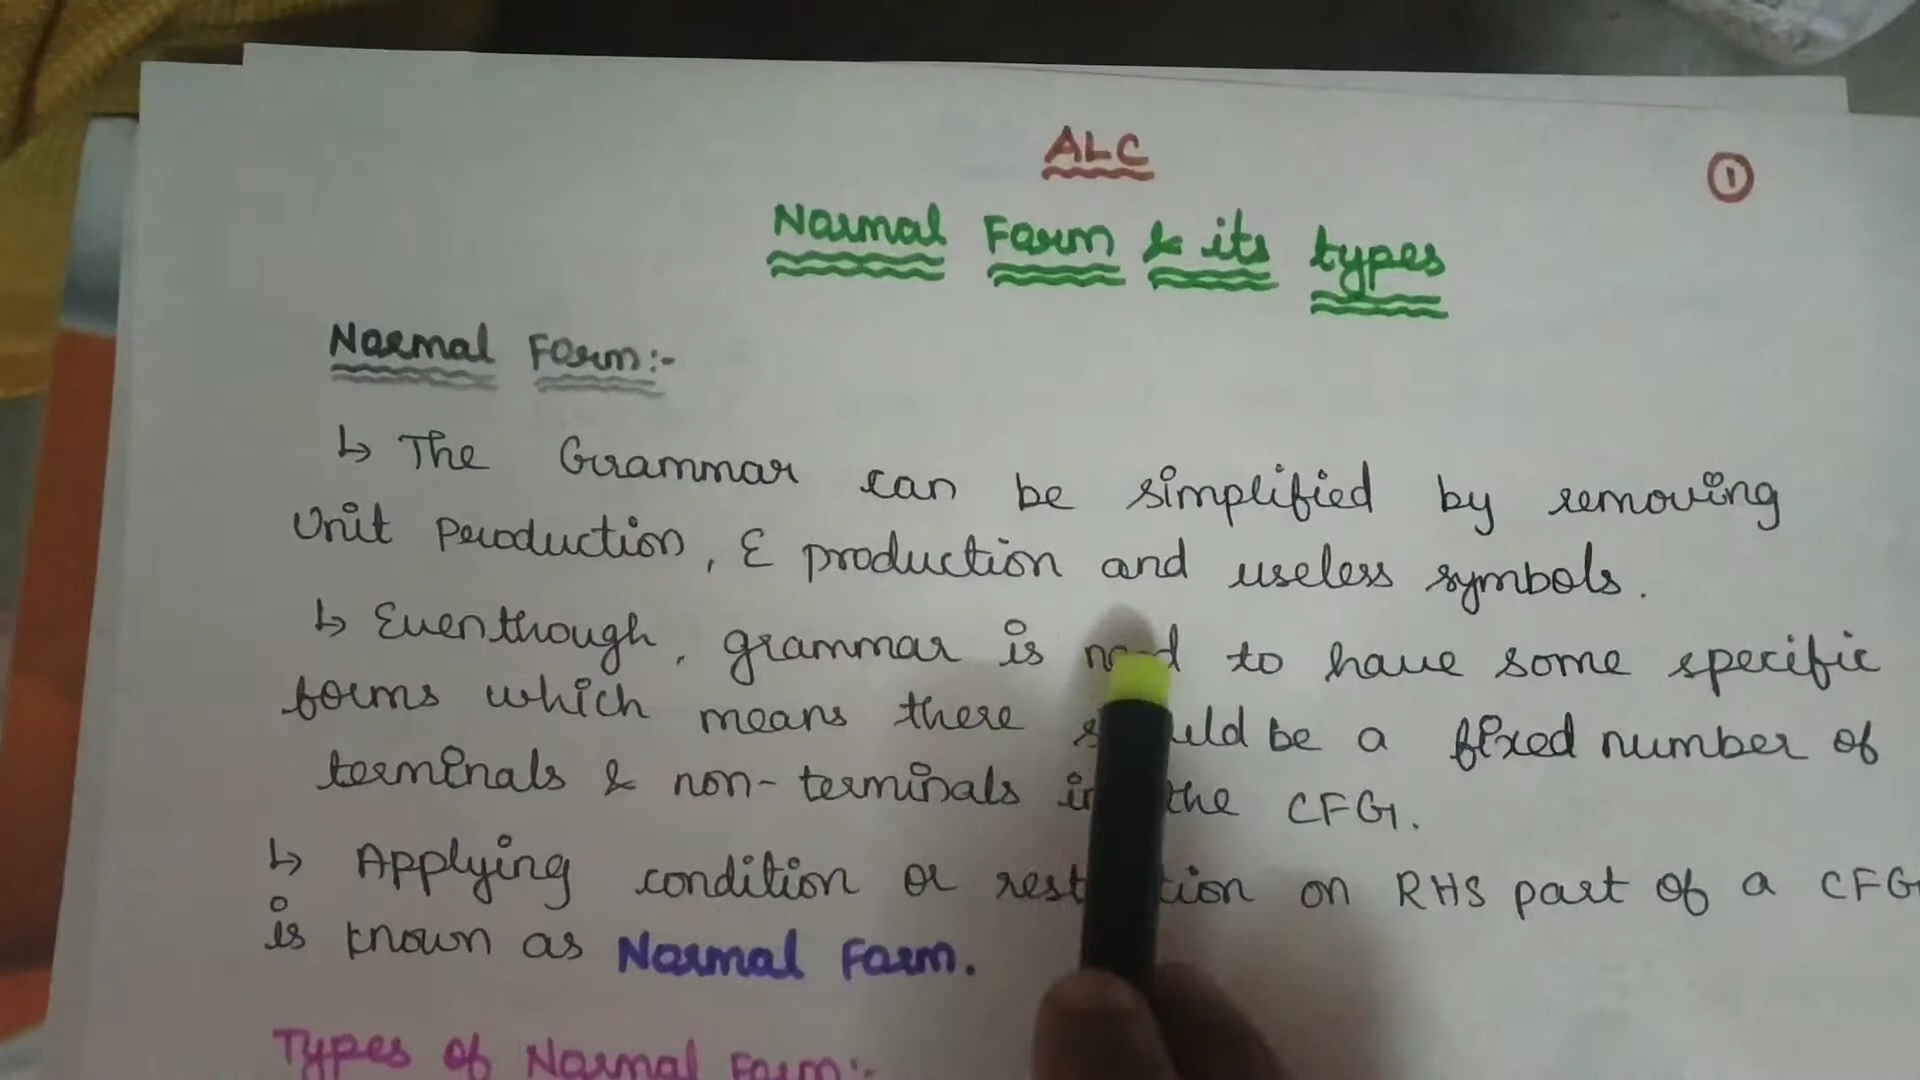 ALC
1
Normal Form & its types
Normal Form:-
↳ The Grammar can be simplified by removing
Unit Production, ε production and useless symbols.
↳ Eventhough, grammar is to have some specific
forms which means there be a fixed number of
terminals & non-terminals the CFG.
↳ Applying condition or on RHS part of a CFG
is known as Normal Form.
Types of Normal Form:-